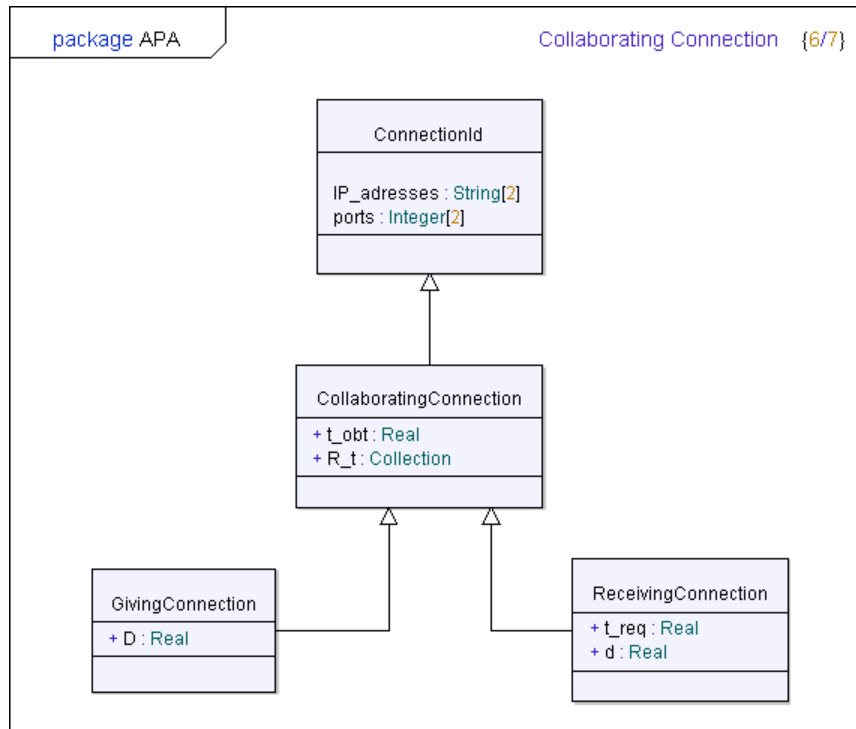 package APA
Collaborating Connection {6/7}
ConnectionId
IP_adresses : String[2]
ports : Integer[2]
CollaboratingConnection
+ t_obt : Real
+ R_t : Collection
GivingConnection
+ D : Real
ReceivingConnection
+ t_req : Real
+ d : Real